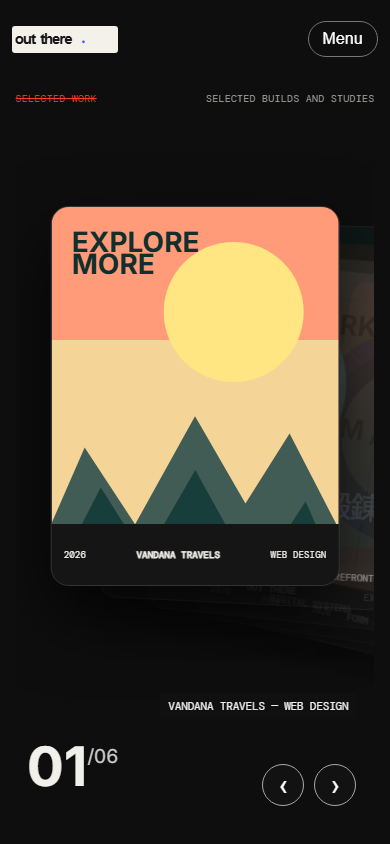 out there .
Menu
SELECTED WORK
SELECTED BUILDS AND STUDIES
EXPLORE
MORE
2026
VANDANA TRAVELS
WEB DESIGN
VANDANA TRAVELS — WEB DESIGN
01/06
‹
›